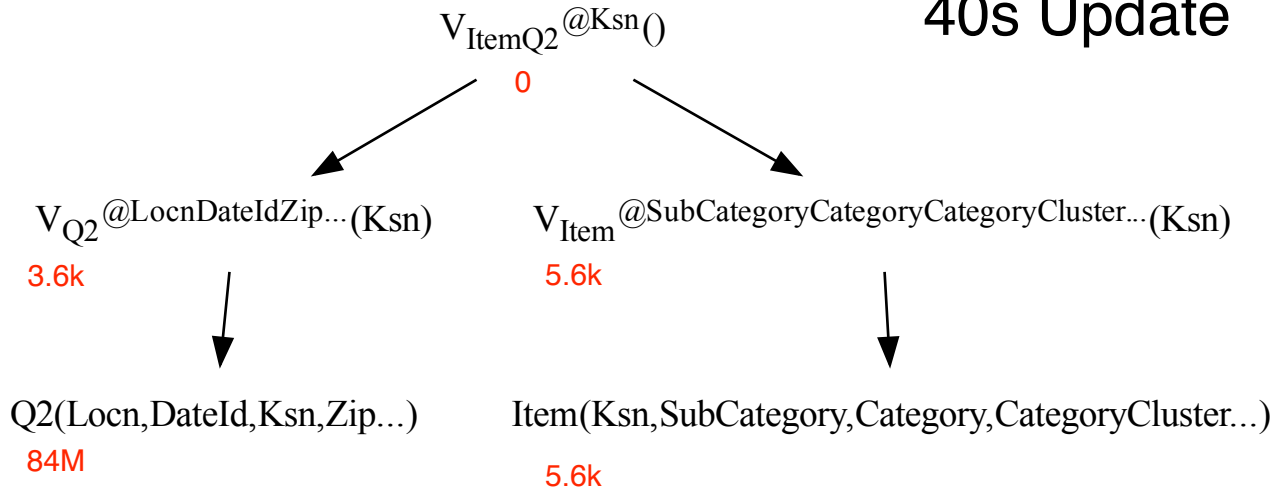 40s Update
V_ItemQ2^@Ksn()
0
V_Q2^@LocnDateIdZip...(Ksn) V_Item^@SubCategoryCategoryCategoryCluster...(Ksn)
3.6k 5.6k
Q2(Locn,DateId,Ksn,Zip...) Item(Ksn,SubCategory,Category,CategoryCluster...)
84M 5.6k